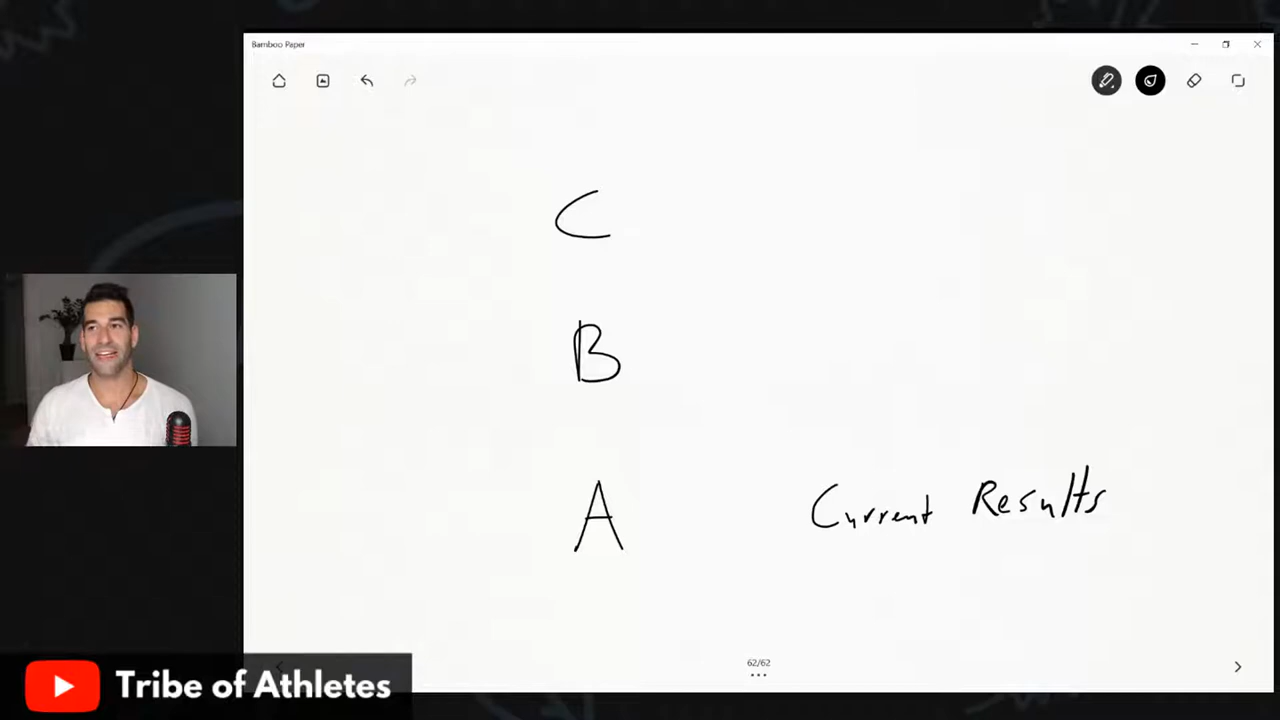 Bamboo Paper
C
B
A
Current Results
62/62
Tribe of Athletes